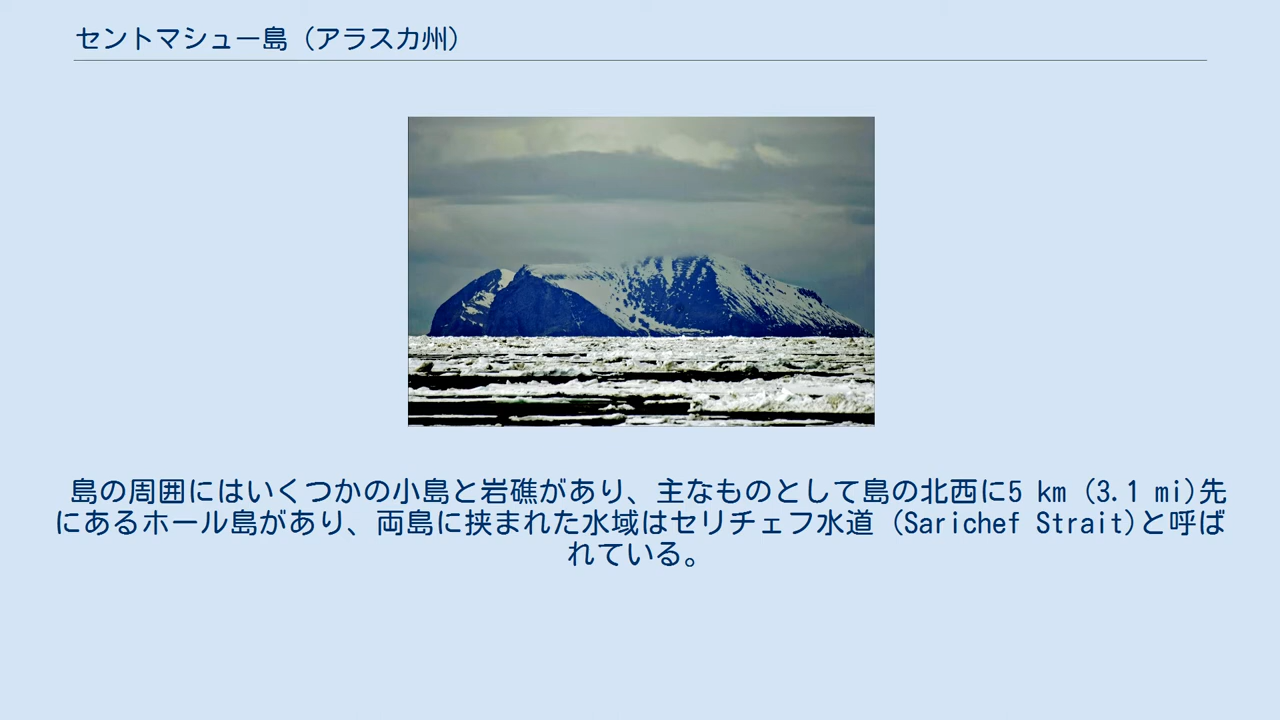 セントマシュー島（アラスカ州）
島の周囲にはいくつかの小島と岩礁があり、主なものとして島の北西に5 km (3.1 mi)先
にあるホール島があり、両島に挟まれた水域はセリチェフ水道 (Sarichef Strait)と呼ば
れている。